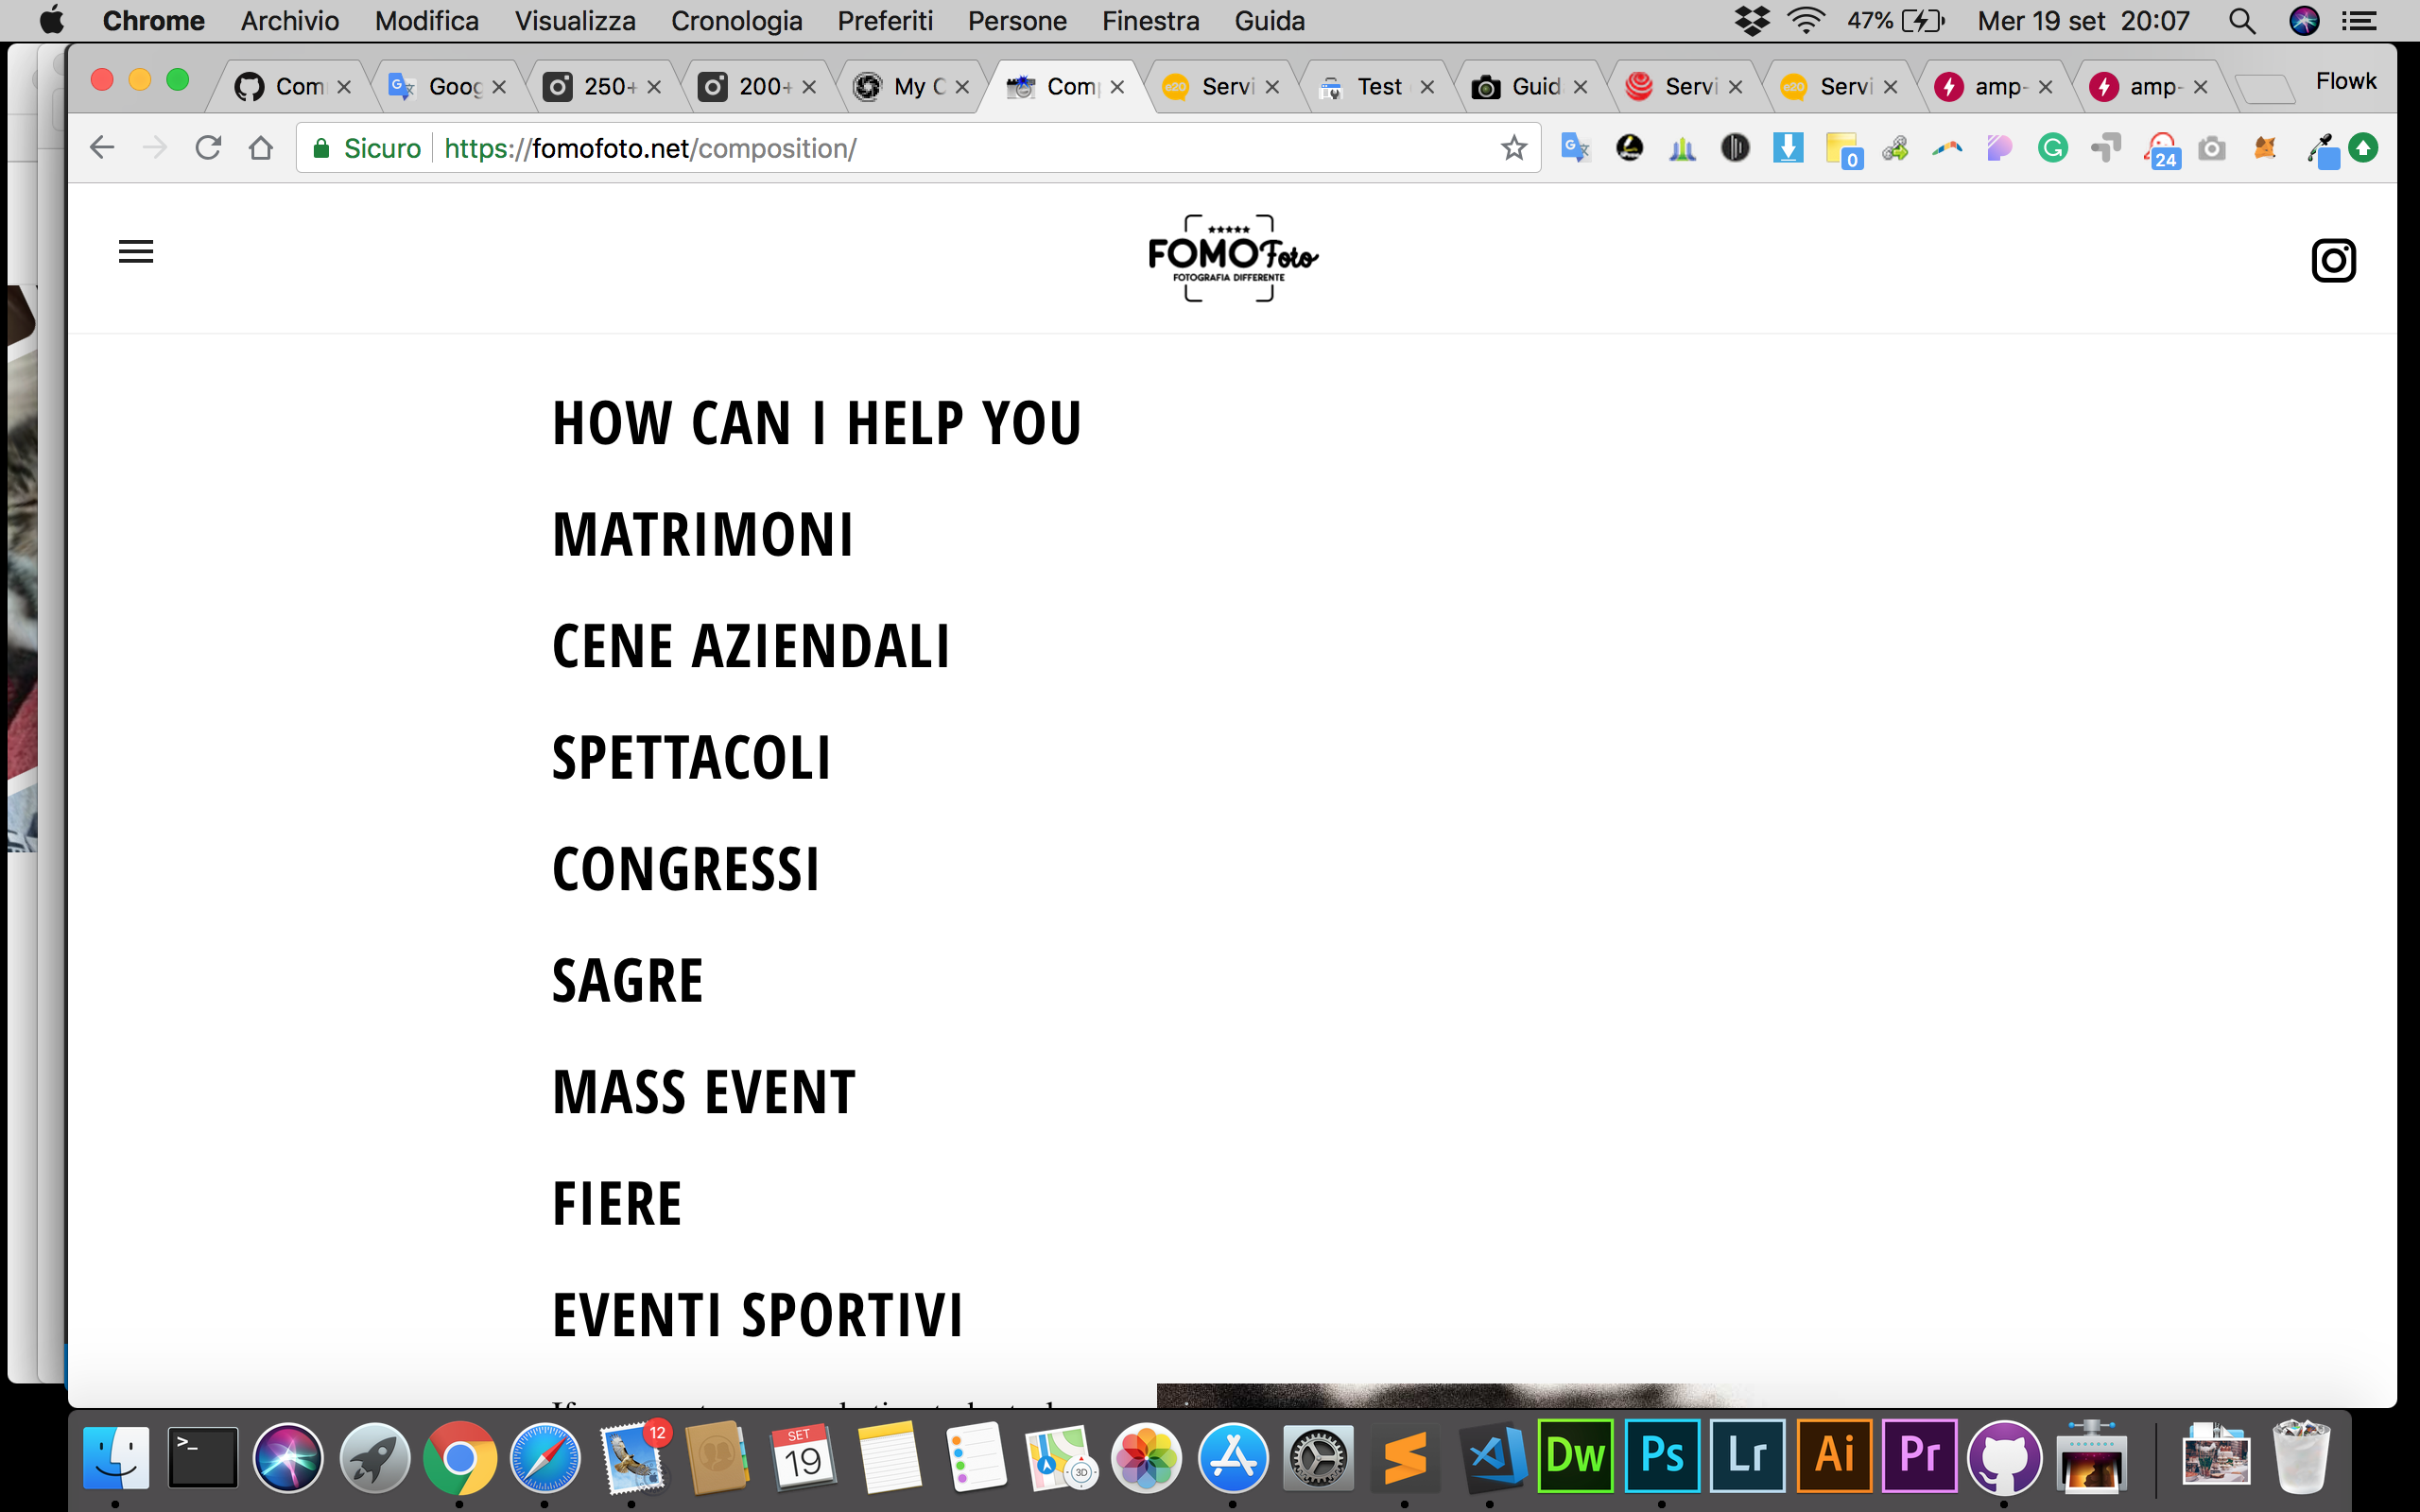 Chrome Archivio Modifica Visualizza Cronologia Preferiti Persone Finestra Guida 47% Mer 19 set 20:07
Com Goog 250+ 200+ My C Comp Servi Test Guid Servi Servi amp- amp- Flowk
Sicuro https://fomofoto.net/composition/ 0 24
FOMO Foto
FOTOGRAFIA DIFFERENTE
HOW CAN I HELP YOU
MATRIMONI
CENE AZIENDALI
SPETTACOLI
CONGRESSI
SAGRE
MASS EVENT
FIERE
EVENTI SPORTIVI
>_ 12 SET 19 3D Dw Ps Lr Ai Pr